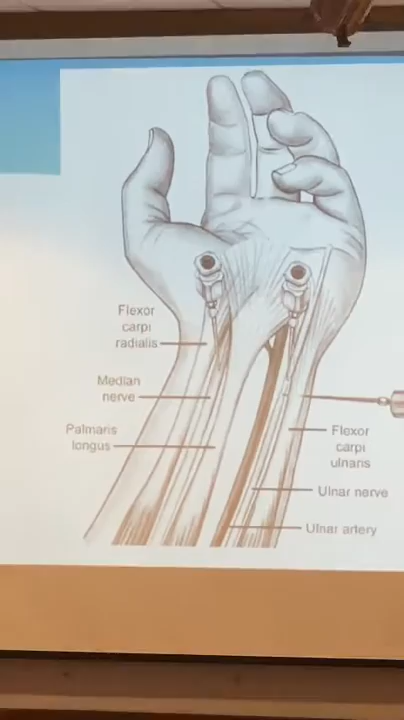 Flexor
carpi
radialis
Median
nerve
Palmaris
longus
Flexor
carpi
ulnaris
Ulnar nerve
Ulnar artery